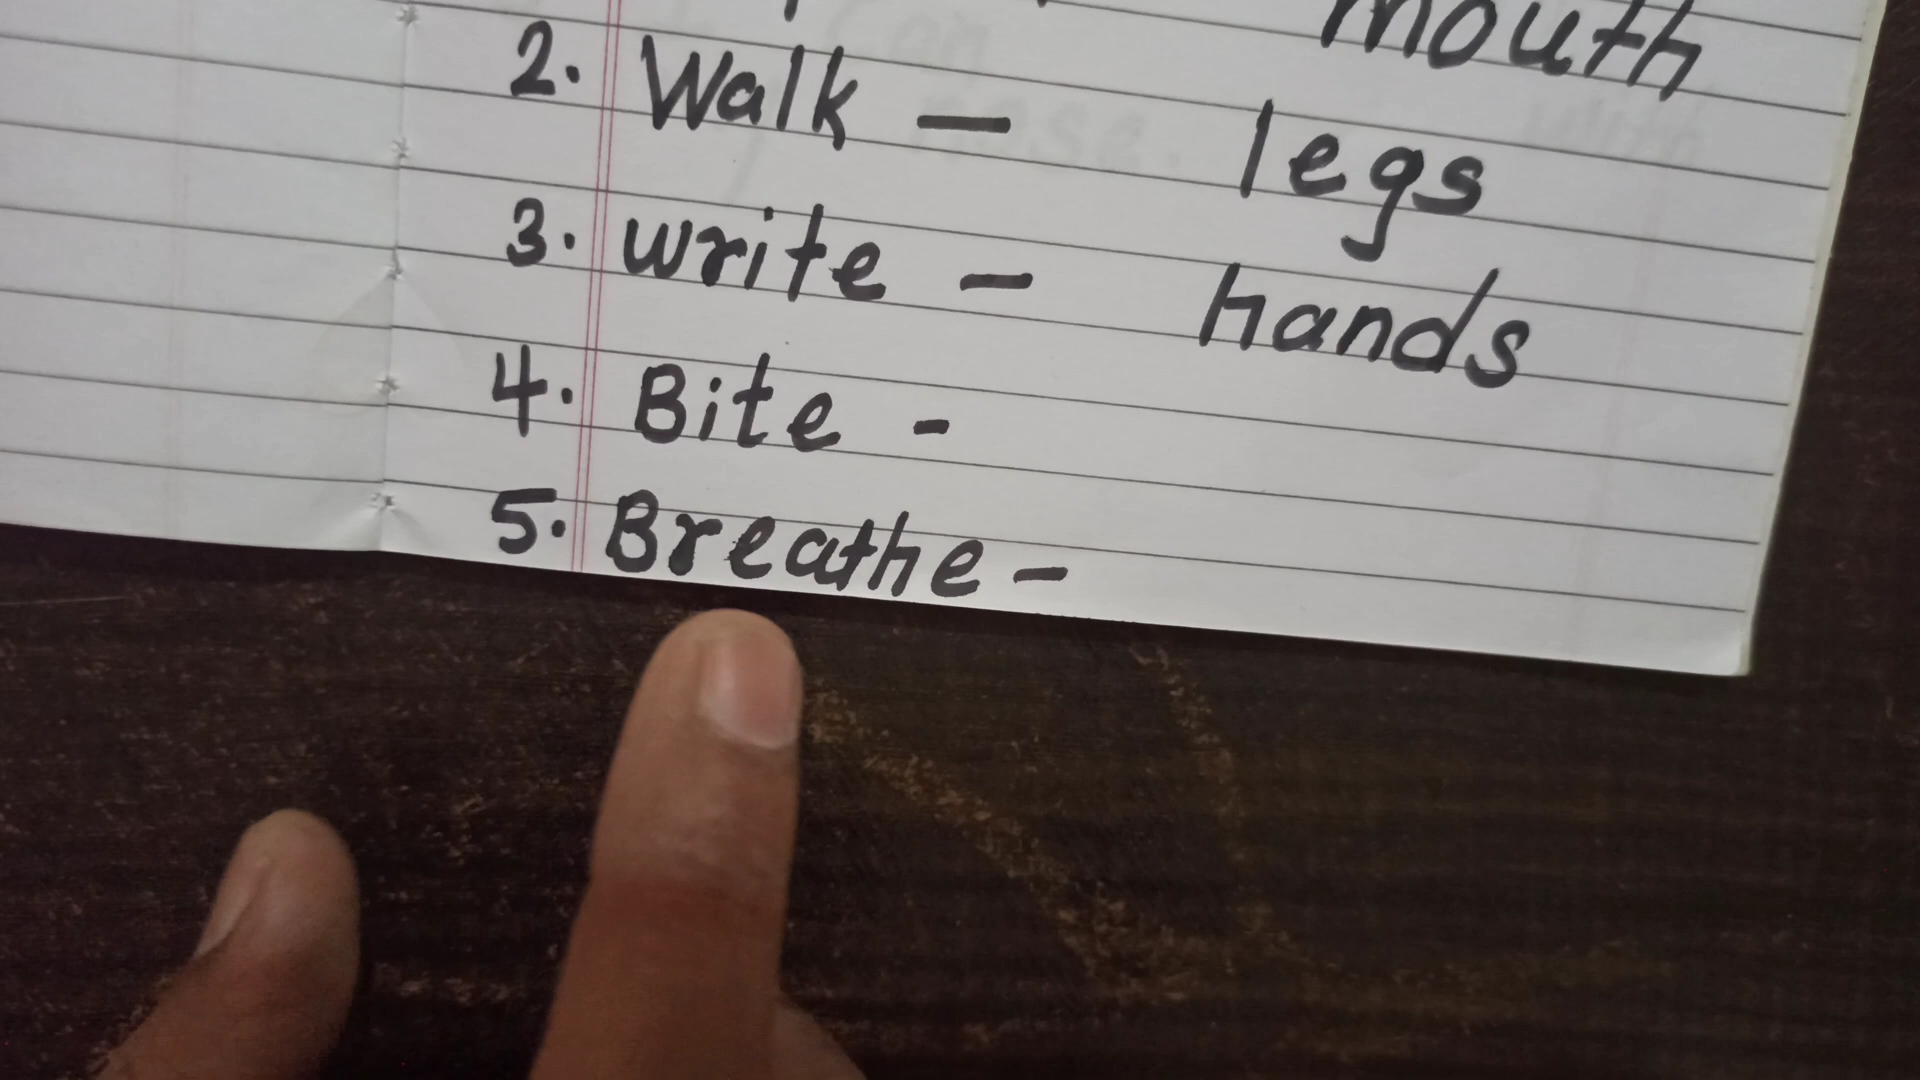 mouth
2. Walk — legs
3. write - hands
4. Bite -
5. Breathe -